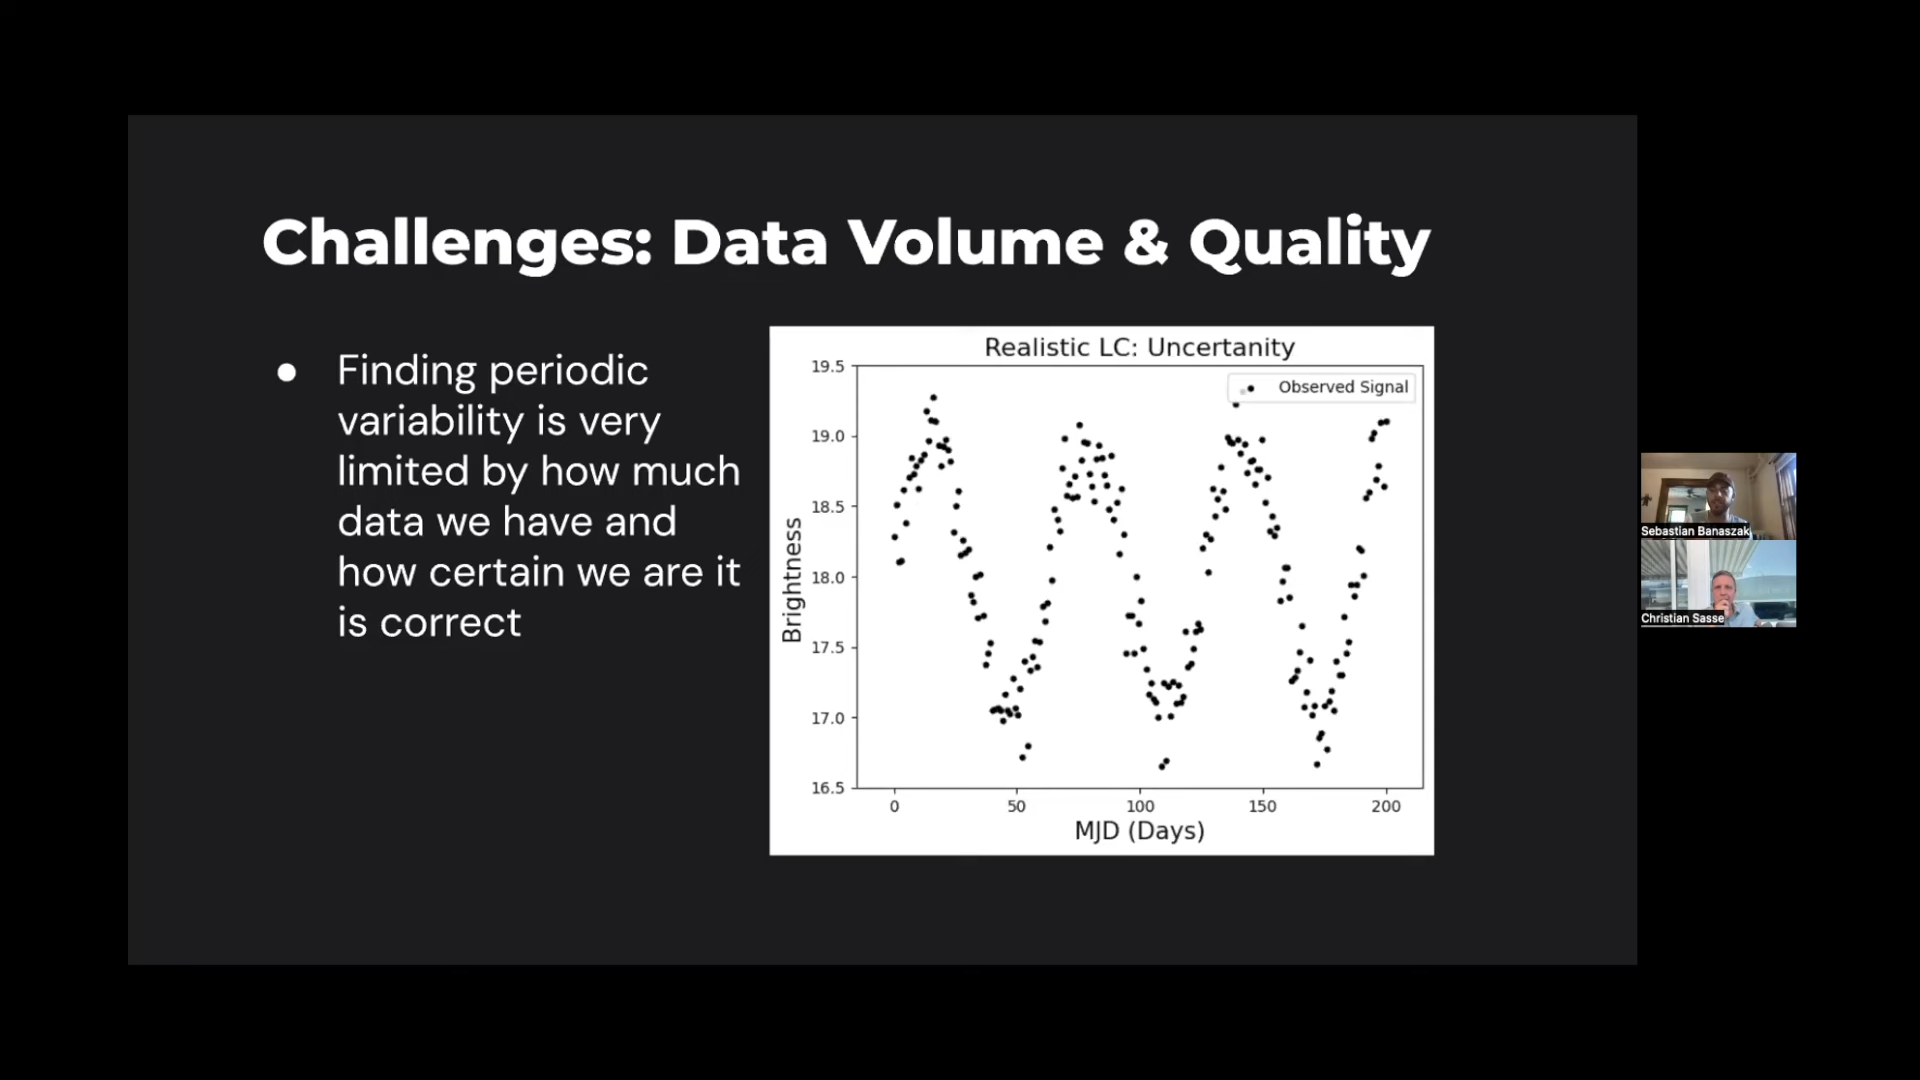 Challenges: Data Volume & Quality
● Finding periodic
variability is very
limited by how much
data we have and
how certain we are it
is correct
Realistic LC: Uncertanity
Observed Signal
Brightness
19.5
19.0
18.5
18.0
17.5
17.0
16.5
0 50 100 150 200
MJD (Days)
Sebastian Banaszak
Christian Sasse